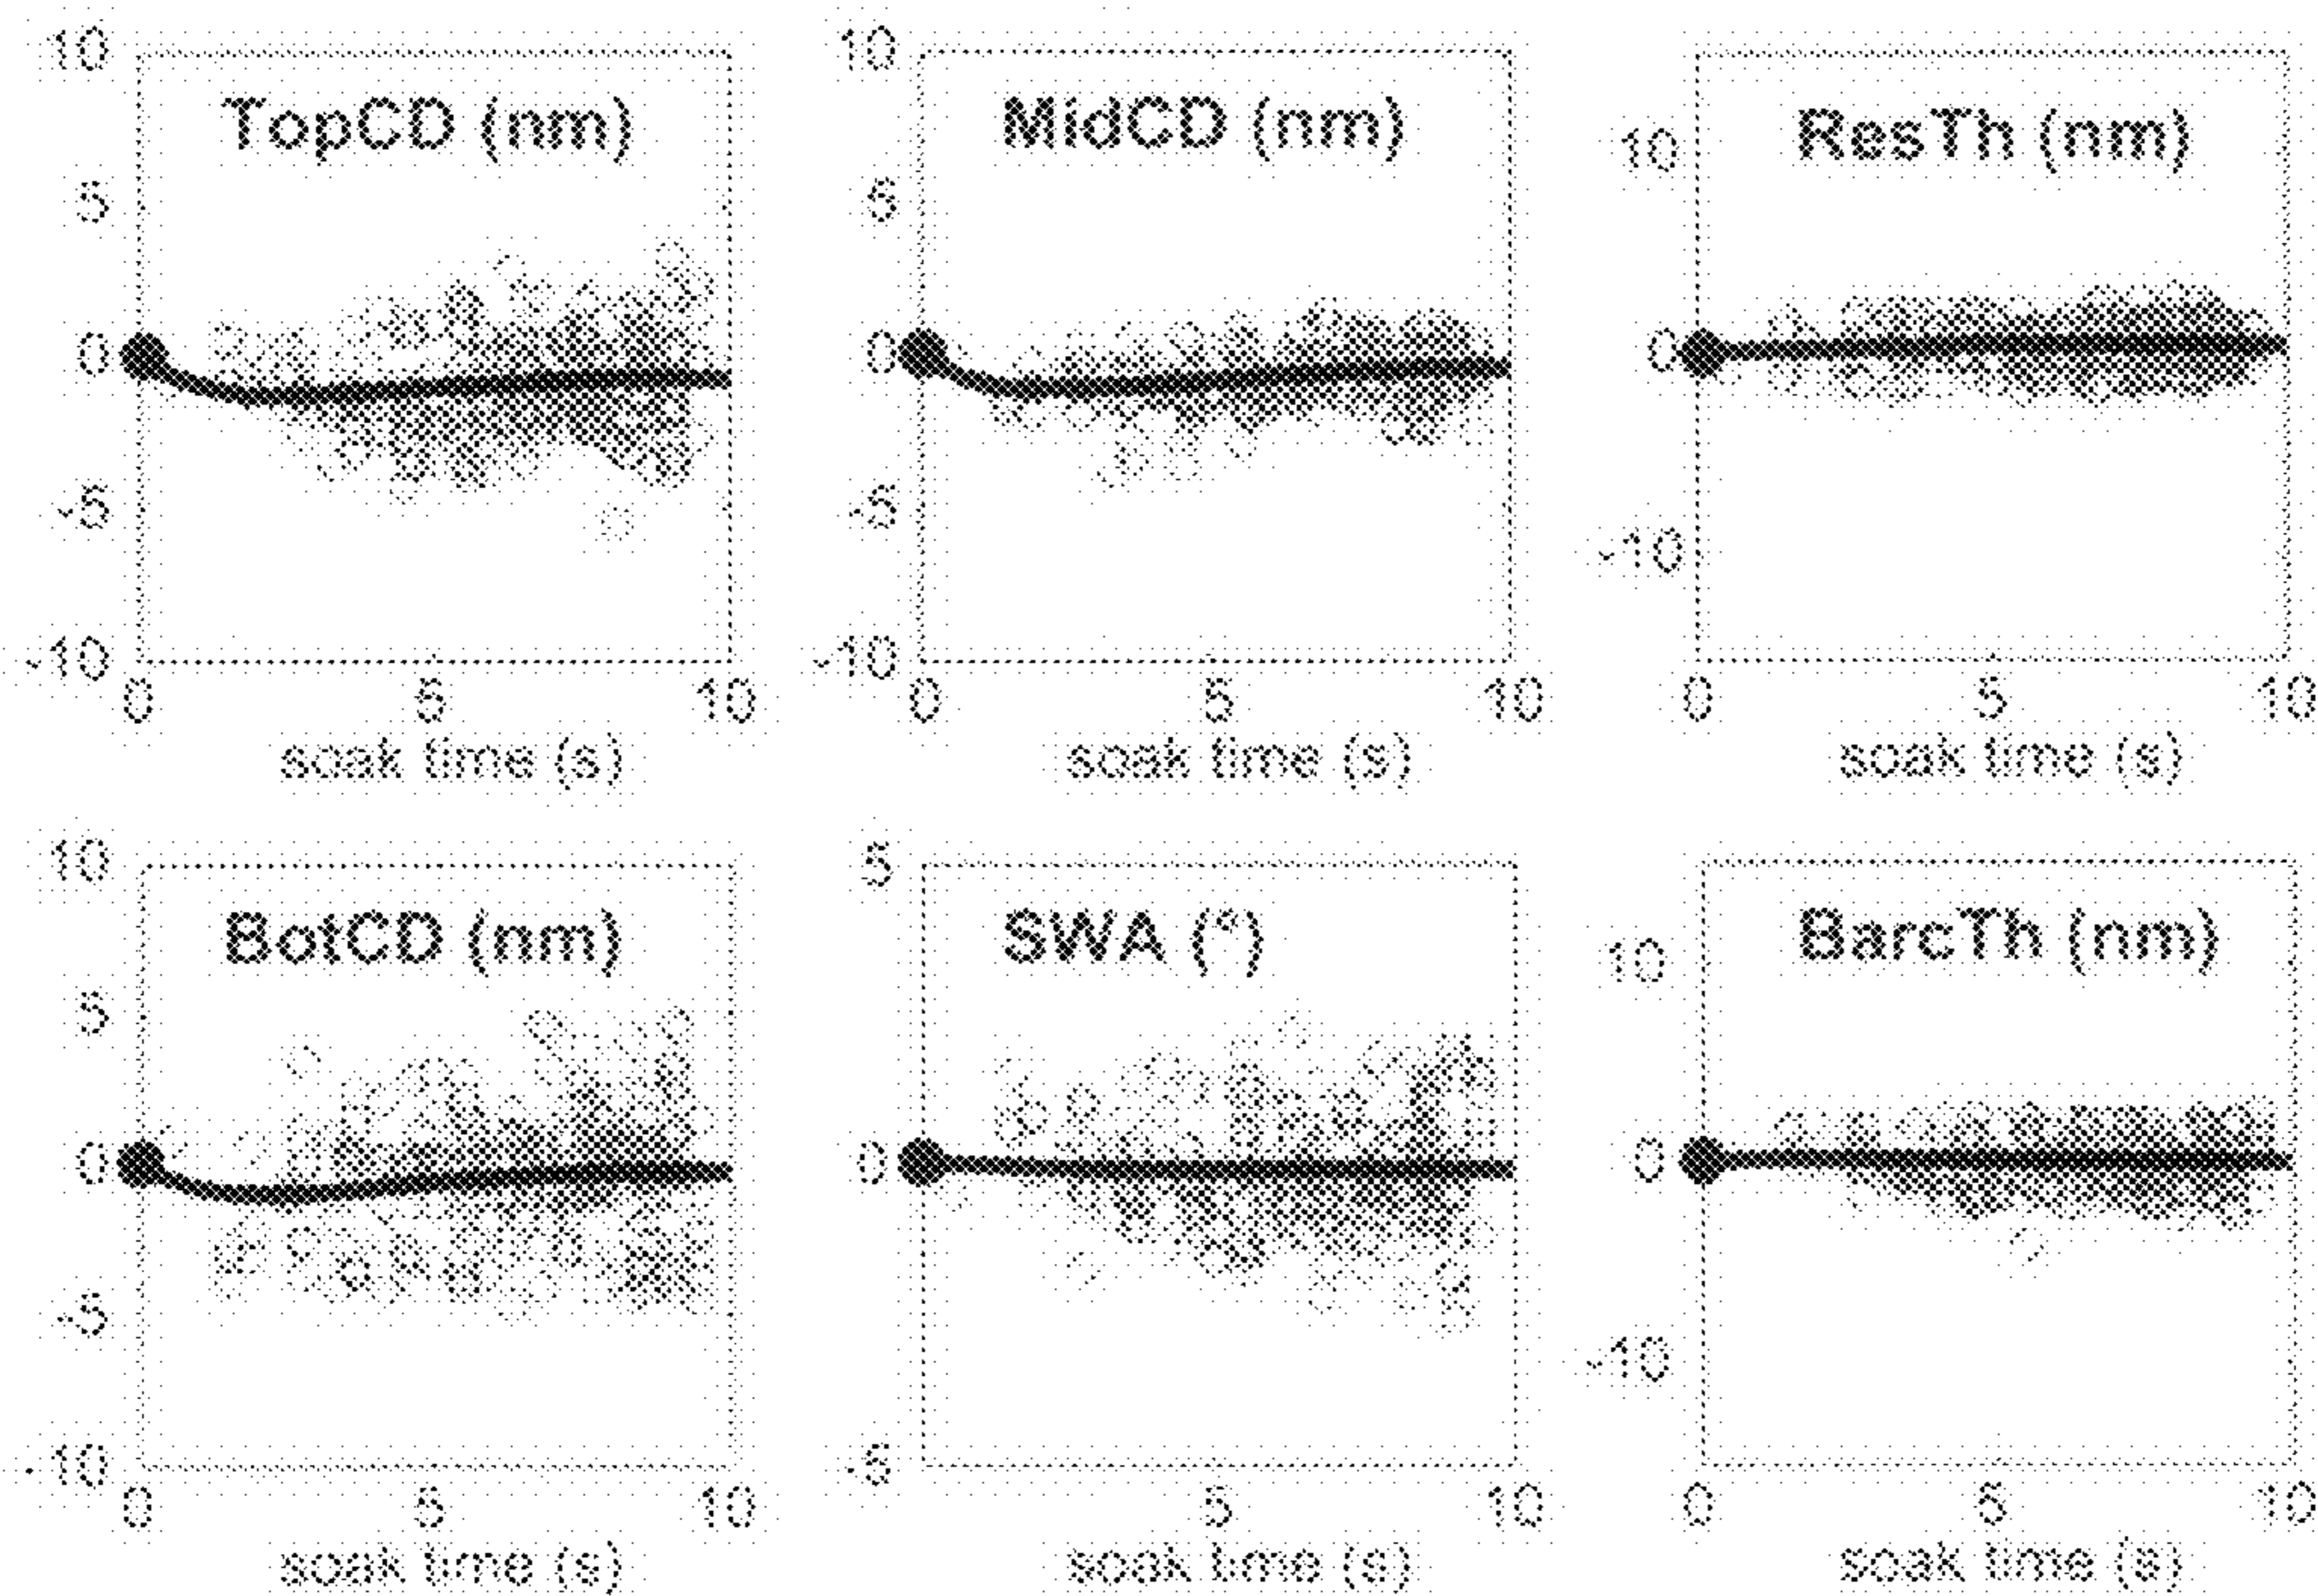 10 10
TopCD (nm) MidCD (nm) 10 ResTh (nm)
5 5
0 0 0
-5 -5
-10
-10 -10
0 5 10 0 5 10 0 5 10
soak time (s) soak time (s) soak time (s)
10 5
BotCD (nm) SWA (°) 10 BarcTh (nm)
5
0 0 0
-5 -10
-10 -5
0 5 10 5 10 0 5 10
soak time (s) soak time (s) soak time (s)